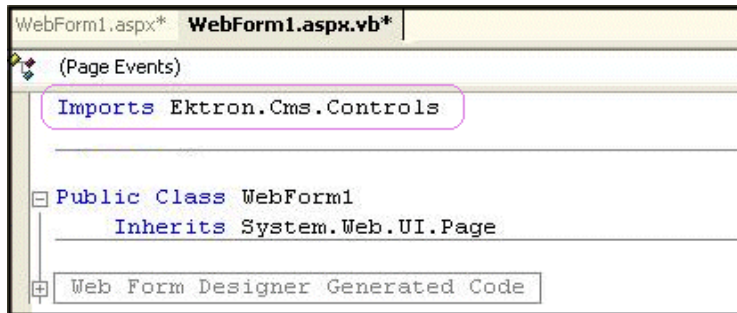 WebForm1.aspx* WebForm1.aspx.vb*
(Page Events)
Imports Ektron.Cms.Controls
Public Class WebForm1
Inherits System.Web.UI.Page
Web Form Designer Generated Code